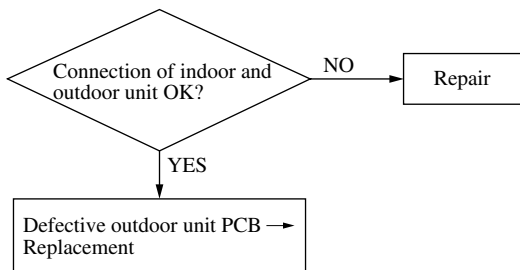 Connection of indoor and
outdoor unit OK?
NO
Repair
YES
Defective outdoor unit PCB →
Replacement